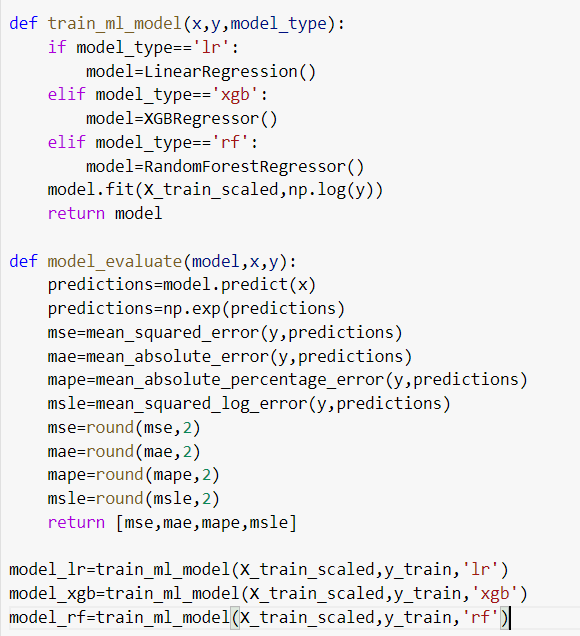 def train_ml_model(x,y,model_type):
    if model_type=='lr':
        model=LinearRegression()
    elif model_type=='xgb':
        model=XGBRegressor()
    elif model_type=='rf':
        model=RandomForestRegressor()
    model.fit(X_train_scaled,np.log(y))
    return model

def model_evaluate(model,x,y):
    predictions=model.predict(x)
    predictions=np.exp(predictions)
    mse=mean_squared_error(y,predictions)
    mae=mean_absolute_error(y,predictions)
    mape=mean_absolute_percentage_error(y,predictions)
    msle=mean_squared_log_error(y,predictions)
    mse=round(mse,2)
    mae=round(mae,2)
    mape=round(mape,2)
    msle=round(msle,2)
    return [mse,mae,mape,msle]

model_lr=train_ml_model(X_train_scaled,y_train,'lr')
model_xgb=train_ml_model(X_train_scaled,y_train,'xgb')
model_rf=train_ml_model(X_train_scaled,y_train,'rf')